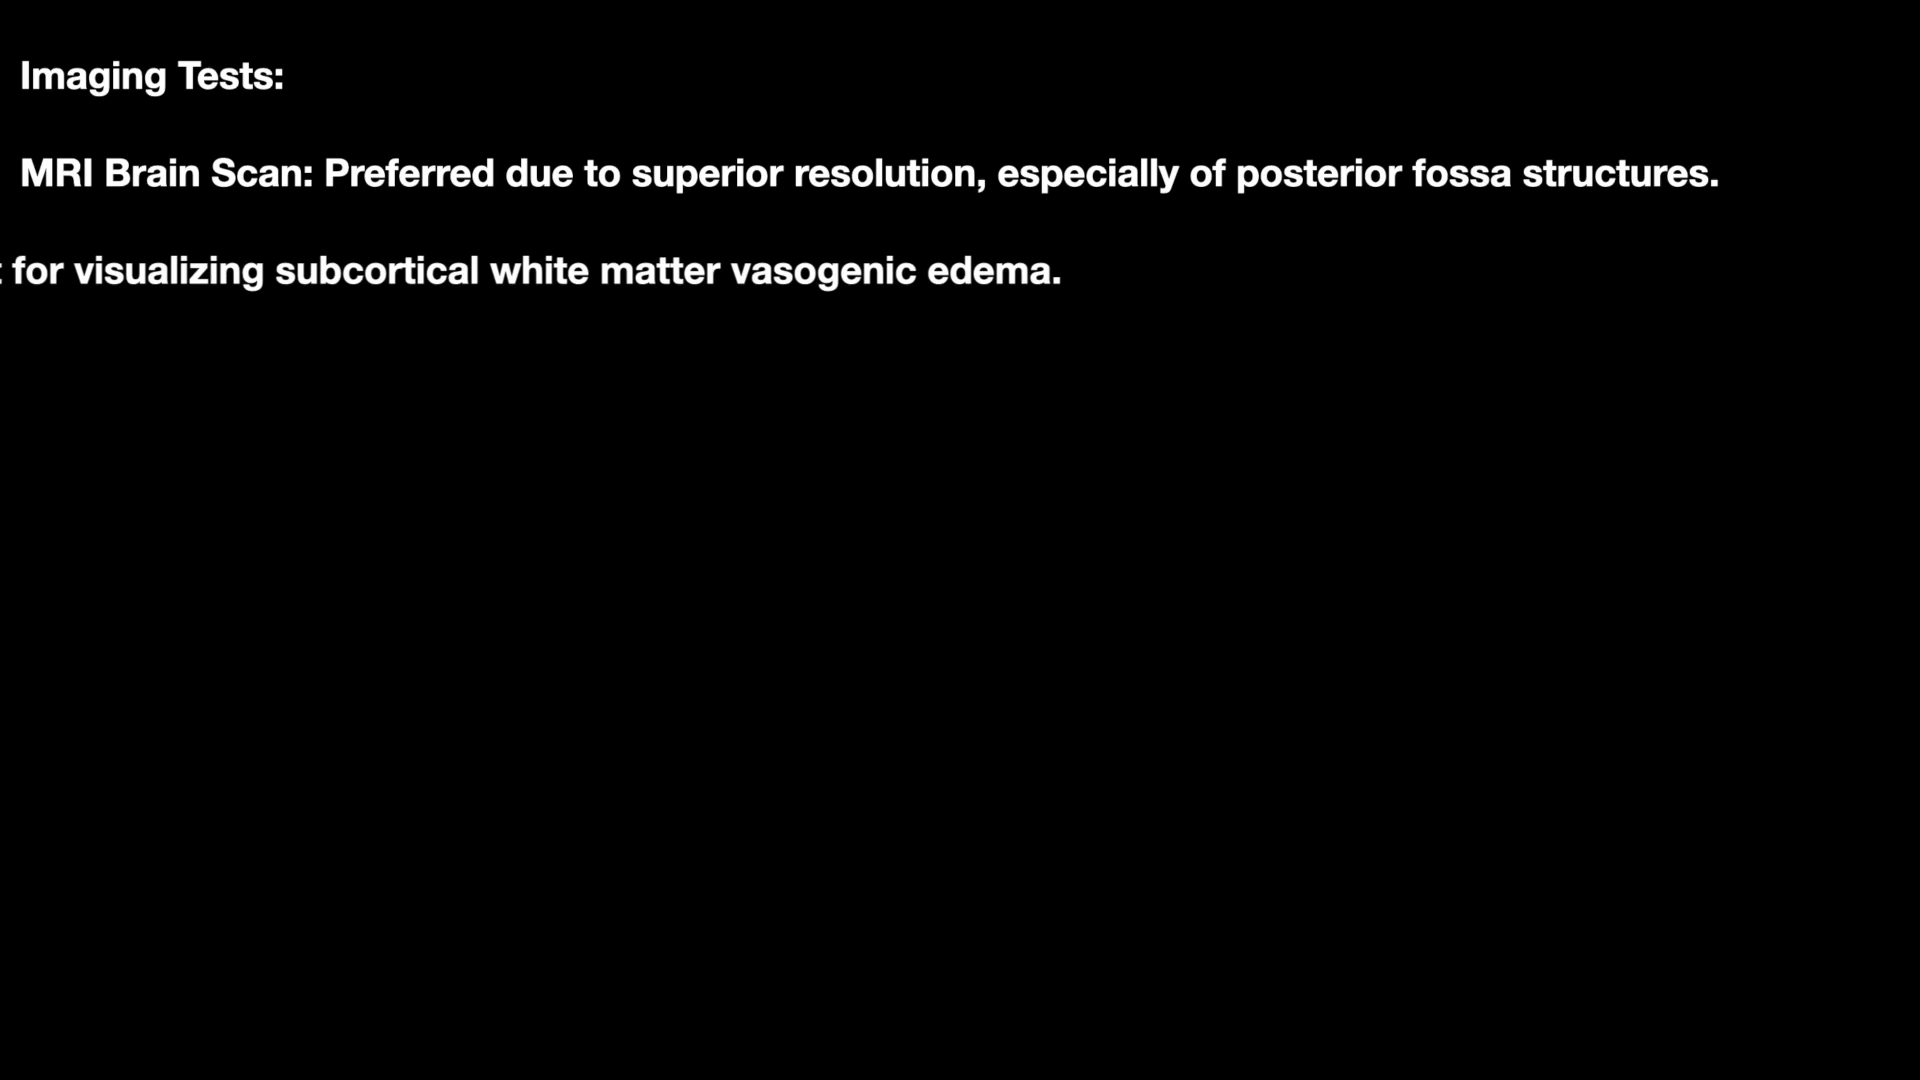 Imaging Tests:
MRI Brain Scan: Preferred due to superior resolution, especially of posterior fossa structures.
for visualizing subcortical white matter vasogenic edema.